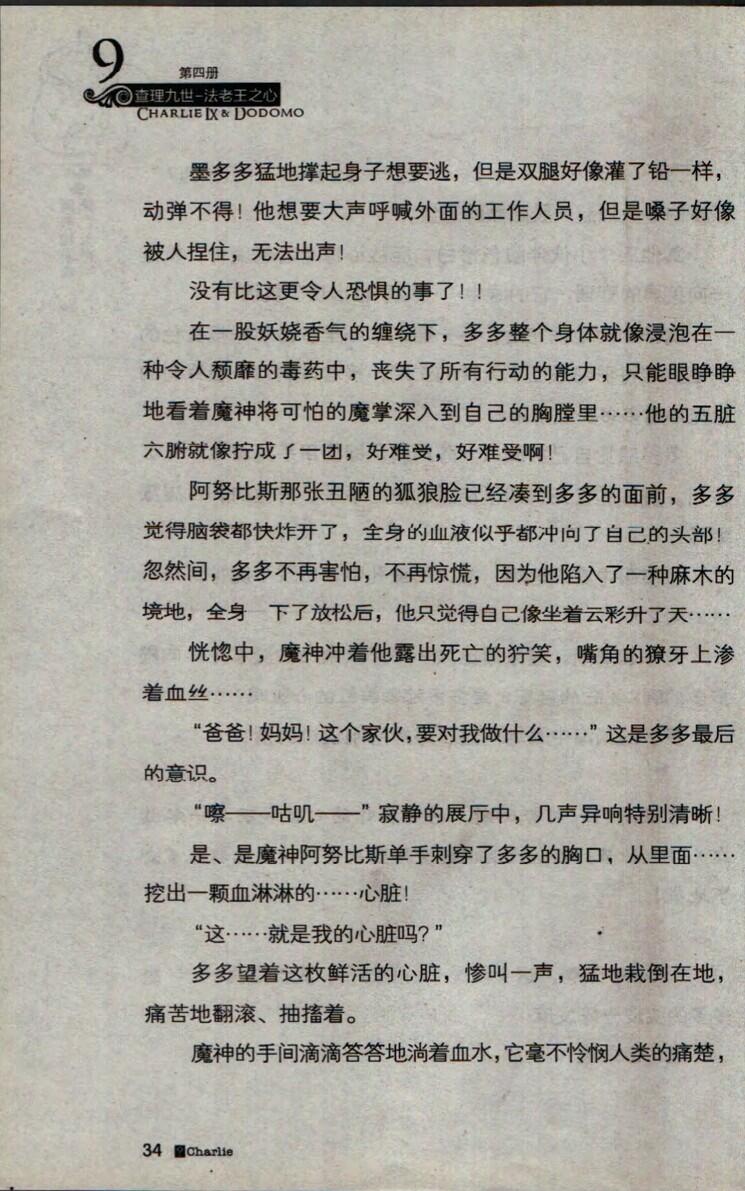 9
第四册
查理九世-法老王之心
CHARLIE IX & DODOMO
墨多多猛地撑起身子想要逃，但是双腿好像灌了铅一样，
动弹不得！他想要大声呼喊外面的工作人员，但是嗓子好像
被人捏住，无法出声！
没有比这更令人恐惧的事了！！
在一股妖娆香气的缠绕下，多多整个身体就像浸泡在一
种令人颓靡的毒药中，丧失了所有行动的能力，只能眼睁睁
地看着魔神将可怕的魔掌深入到自己的胸膛里……他的五脏
六腑就像拧成了一团，好难受，好难受啊！
阿努比斯那张丑陋的狐狼脸已经凑到多多的面前，多多
觉得脑袋都快炸开了，全身的血液似乎都冲向了自己的头部！
忽然间，多多不再害怕，不再惊慌，因为他陷入了一种麻木的
境地，全身 下了放松后，他只觉得自己像坐着云彩升了天……
恍惚中，魔神冲着他露出死亡的狞笑，嘴角的獠牙上渗
着血丝……
“爸爸！妈妈！这个家伙，要对我做什么……”这是多多最后
的意识。
“嚓——咕叽——”寂静的展厅中，几声异响特别清晰！
是、是魔神阿努比斯单手刺穿了多多的胸口，从里面……
挖出一颗血淋淋的……心脏！
“这……就是我的心脏吗？”
多多望着这枚鲜活的心脏，惨叫一声，猛地栽倒在地，
痛苦地翻滚、抽搐着。
魔神的手间滴滴答答地淌着血水，它毫不怜悯人类的痛楚，
34 Charlie